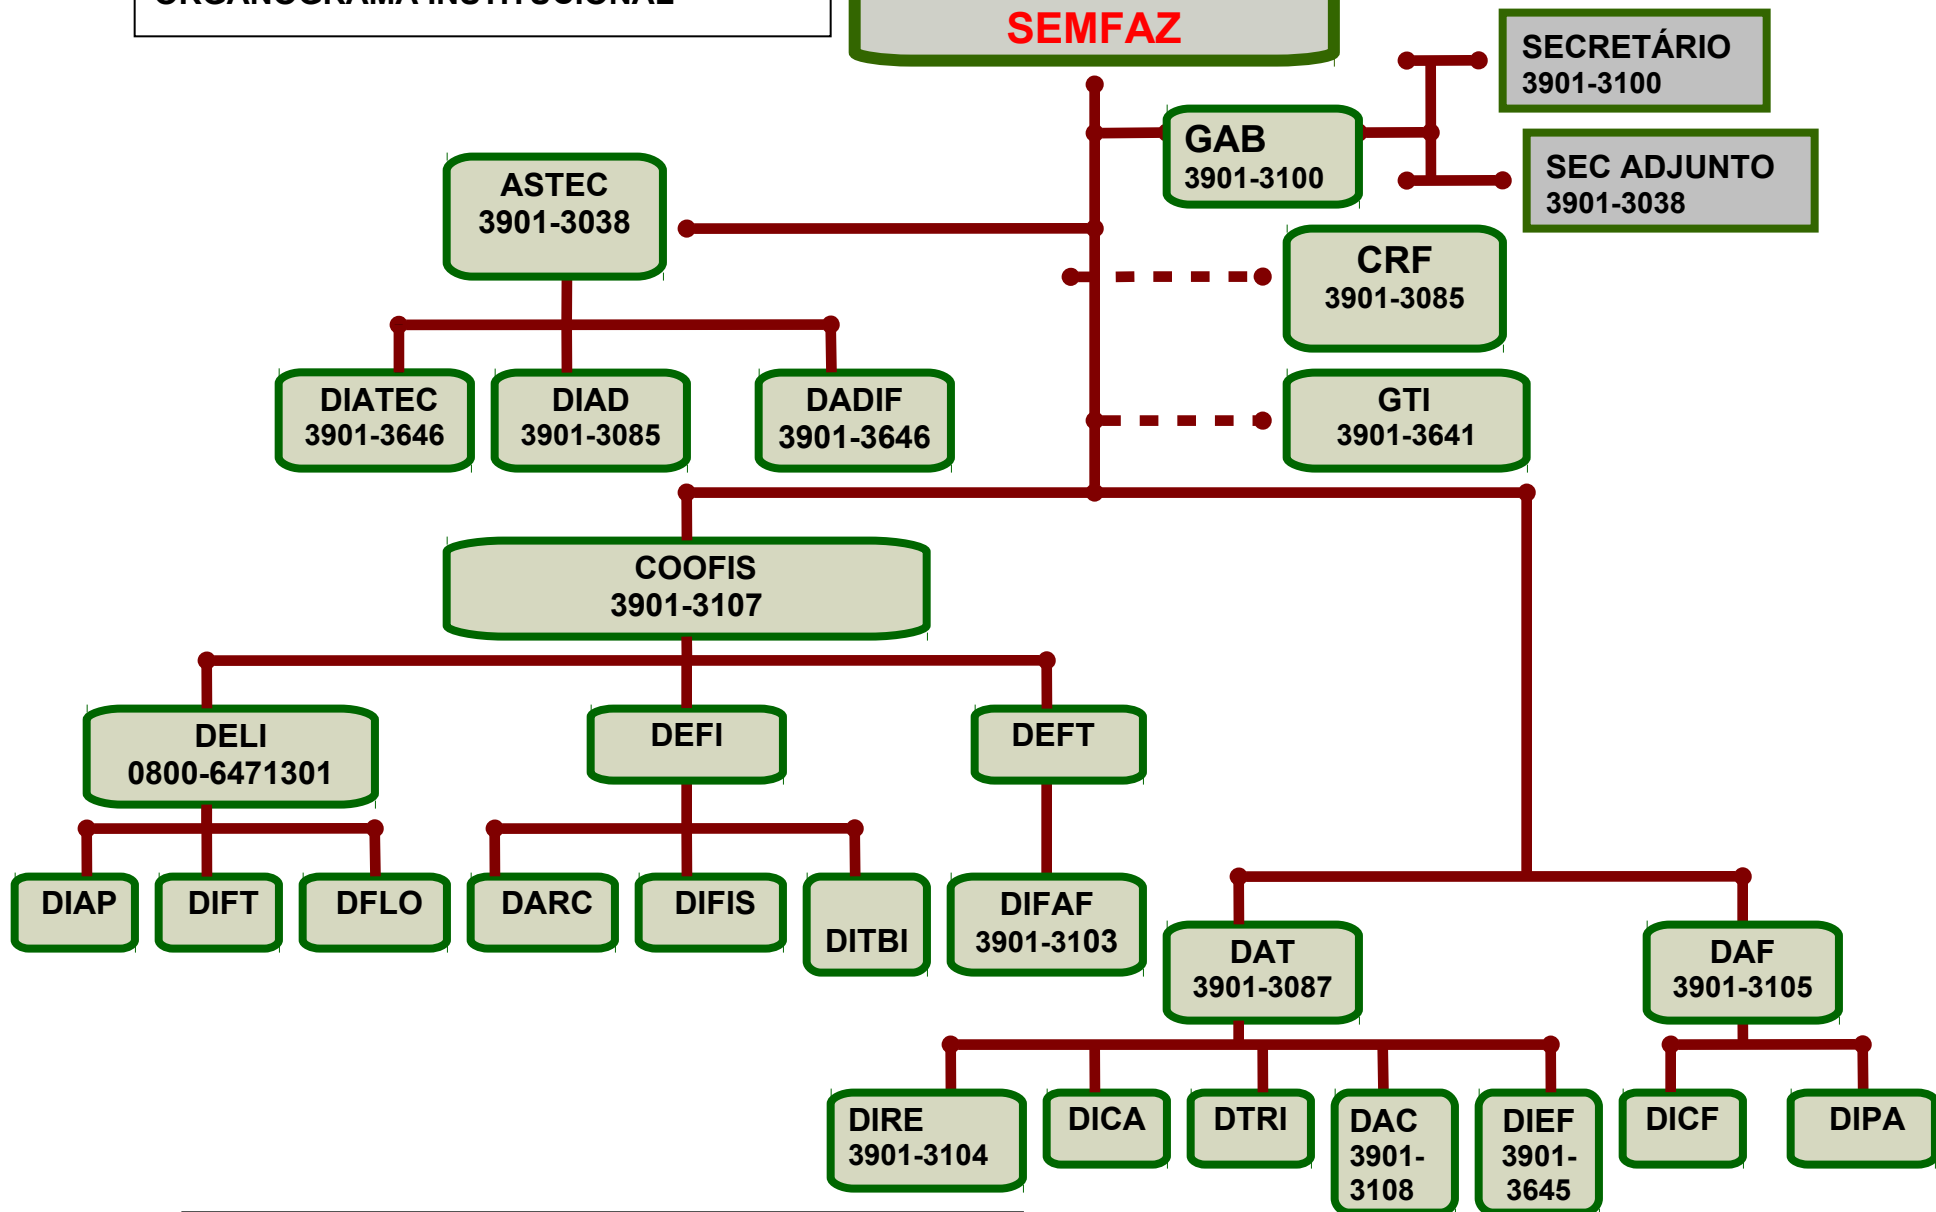 ORGANOGRAMA INSTITUCIONAL
SEMFAZ
SECRETÁRIO
3901-3100
GAB
3901-3100
SEC ADJUNTO
3901-3038
ASTEC
3901-3038
CRF
3901-3085
DIATEC
3901-3646
DIAD
3901-3085
DADIF
3901-3646
GTI
3901-3641
COOFIS
3901-3107
DELI
0800-6471301
DEFI
DEFT
DIAP
DIFT
DFLO
DARC
DIFIS
DITBI
DIFAF
3901-3103
DAT
3901-3087
DAF
3901-3105
DIRE
3901-3104
DICA
DTRI
DAC
3901-
3108
DIEF
3901-
3645
DICF
DIPA